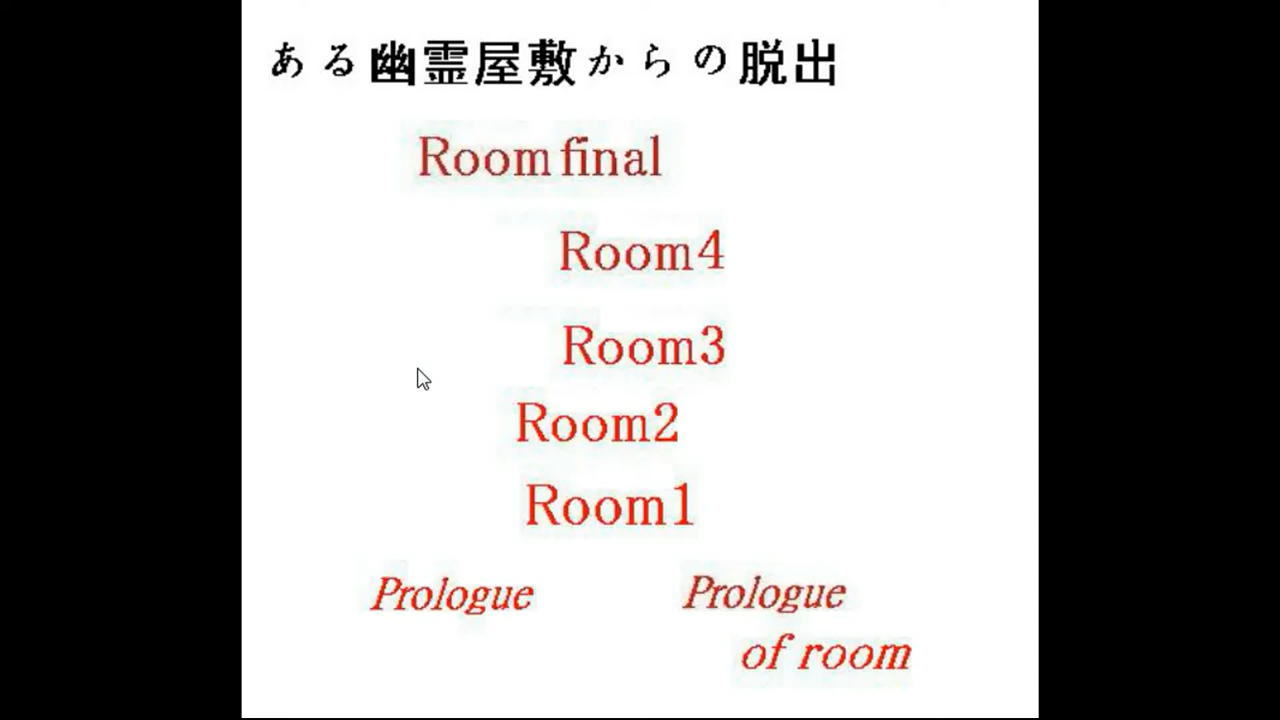 ある幽霊屋敷からの脱出
Room final
Room4
Room3
Room2
Room1
Prologue
Prologue
of room